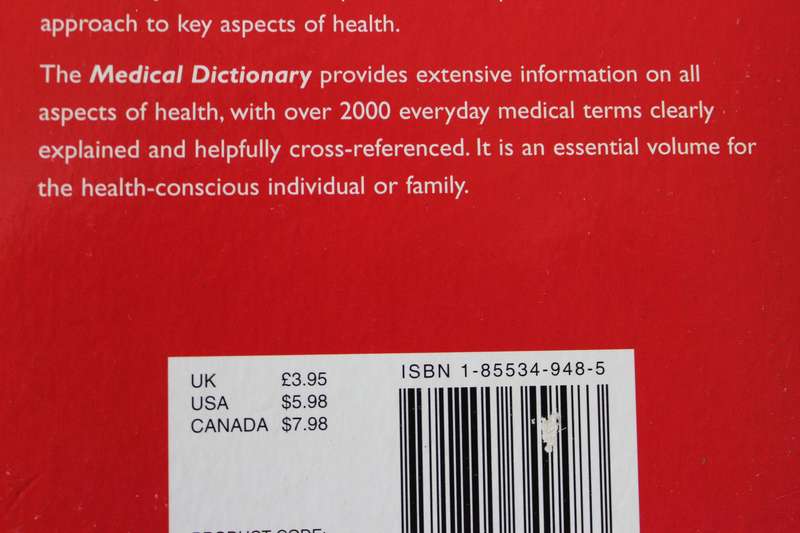 approach to key aspects of health.
The Medical Dictionary provides extensive information on all
aspects of health, with over 2000 everyday medical terms clearly
explained and helpfully cross-referenced. It is an essential volume for
the health-conscious individual or family.
UK £3.95
USA $5.98
CANADA $7.98
ISBN 1-85534-948-5
PRODUCT CODE: